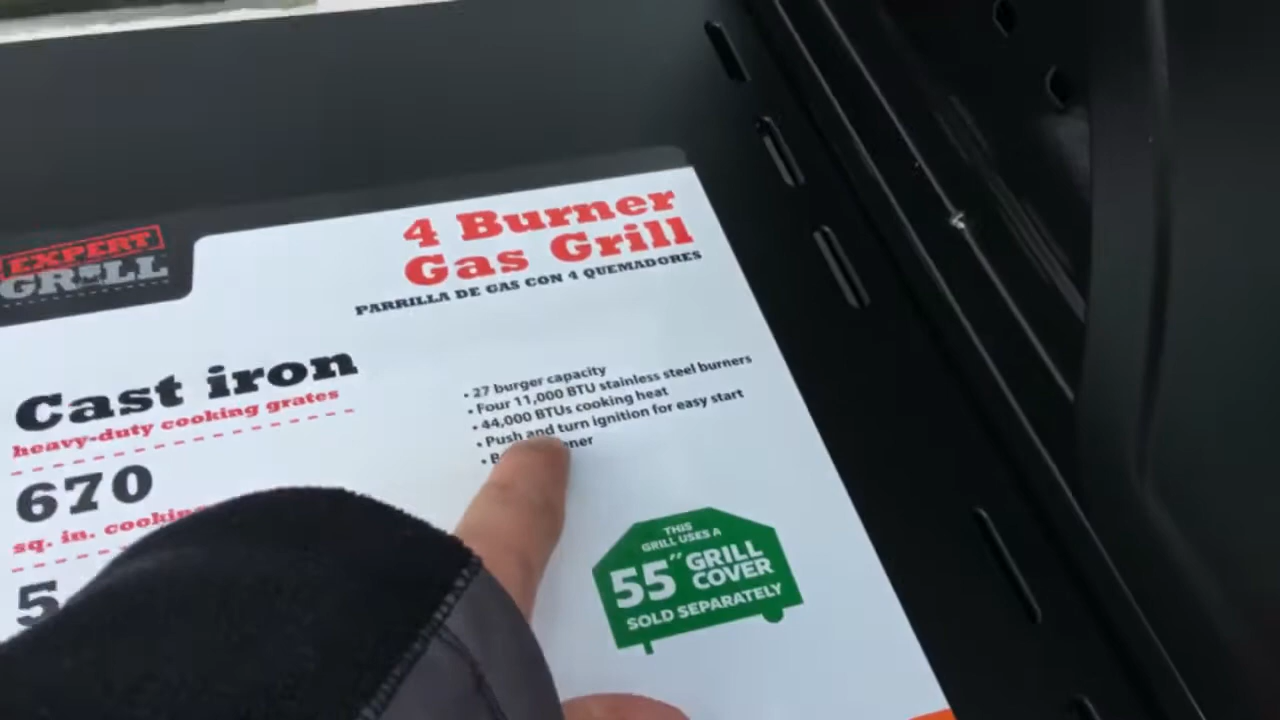 EXPERT
GRILL
4 Burner
Gas Grill
PARRILLA DE GAS CON 4 QUEMADORES
Cast iron
heavy-duty cooking grates
670
sq. in.
5
• 27 burger capacity
• Four 11,000 BTU stainless steel burners
• 44,000 BTUs cooking heat
• Push and turn ignition for easy start
THIS
GRILL USES A
55" GRILL
COVER
SOLD SEPARATELY